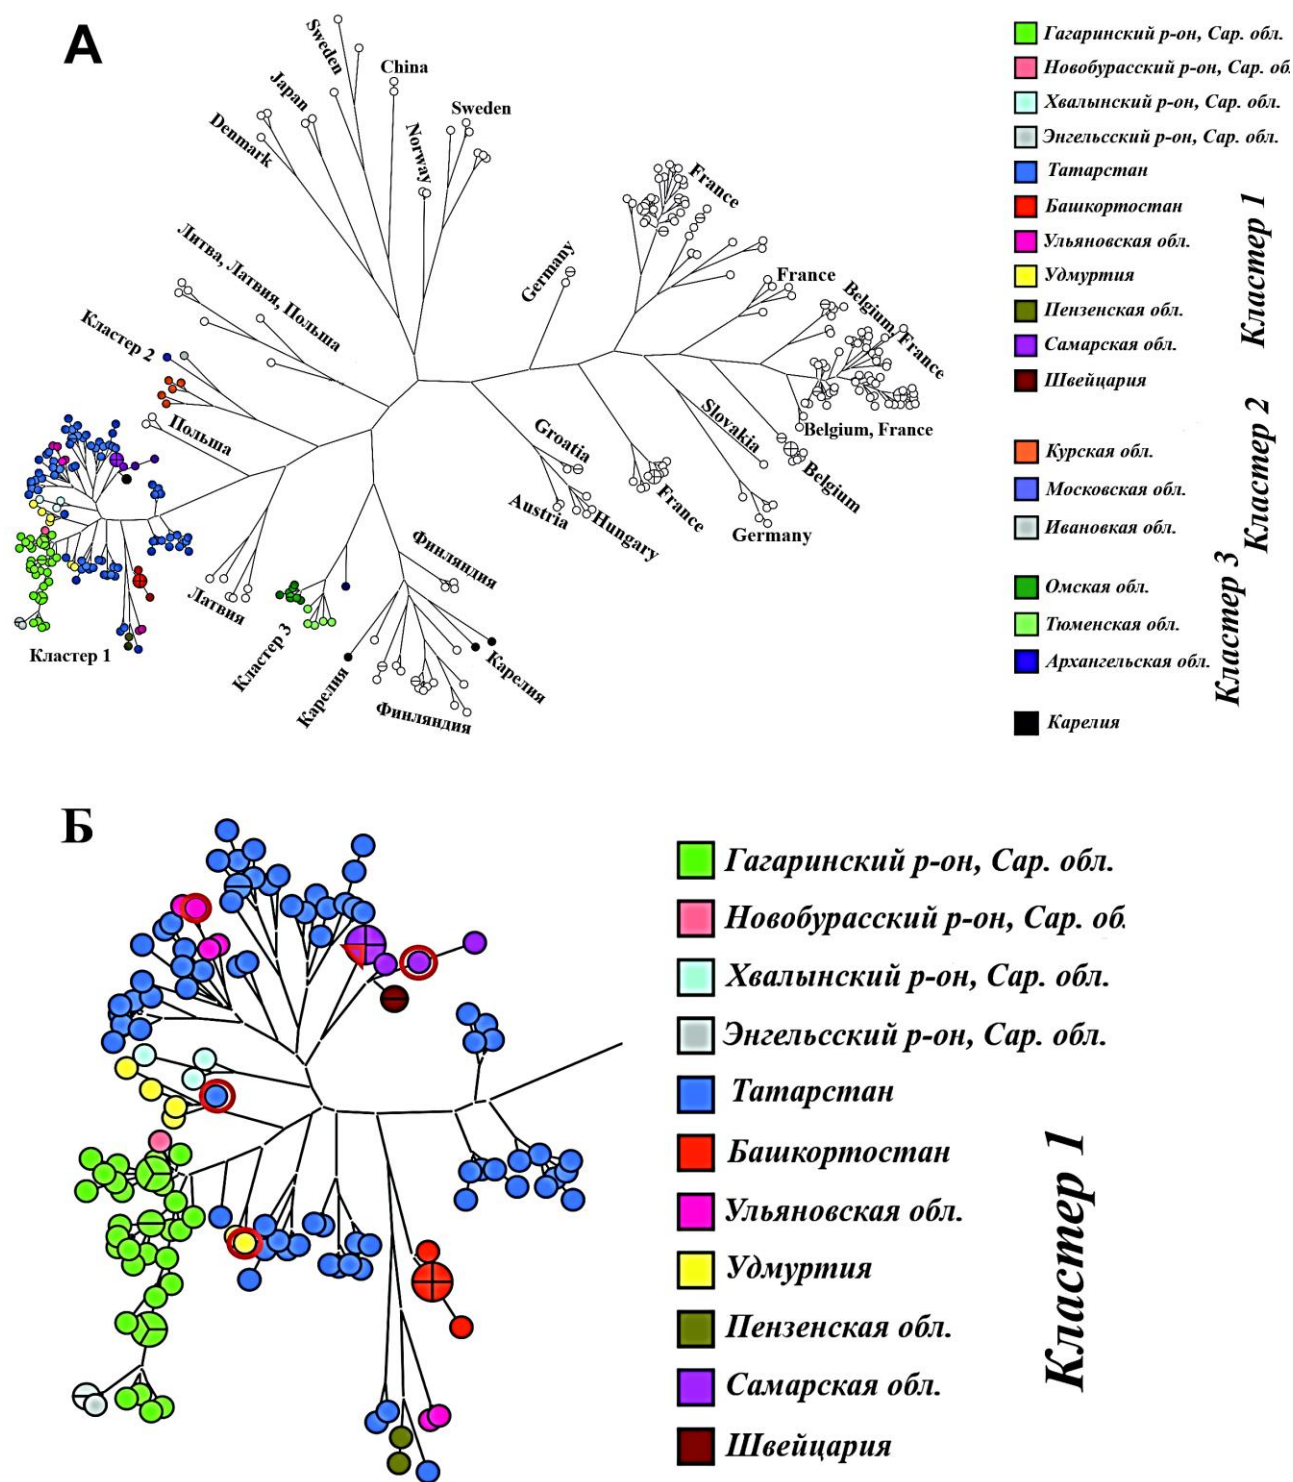 А
Sweden
China
Japan
Sweden
Denmark
Norway
France
Литва, Латвия, Польша
Germany
France
Belgium, France
Кластер 2
Польша
Slovakia
Belgium, France
Groatia
Belgium
France
Austria
Hungary
Germany
Финляндия
Латвия
Кластер 1
Кластер 3
Карелия
Карелия
Финляндия
Гагаринский р-он, Сар. обл.
Новобурасский р-он, Сар. об
Хвалынский р-он, Сар. обл.
Энгельсский р-он, Сар. обл.
Татарстан
Башкортостан
Ульяновская обл.
Удмуртия
Пензенская обл.
Самарская обл.
Швейцария
Кластер 1
Курская обл.
Московская обл.
Ивановкая обл.
Кластер 2
Омская обл.
Тюменская обл.
Архангельская обл.
Кластер 3
Карелия
Б
Гагаринский р-он, Сар. обл.
Новобурасский р-он, Сар. об
Хвалынский р-он, Сар. обл.
Энгельсский р-он, Сар. обл.
Татарстан
Башкортостан
Ульяновская обл.
Удмуртия
Пензенская обл.
Самарская обл.
Швейцария
Кластер 1